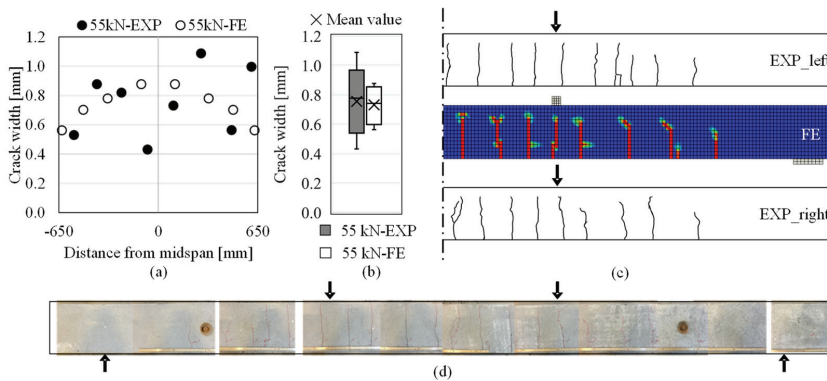 55kN-EXP 55kN-FE
Crack width [mm]
1.2
1.0
0.8
0.6
0.4
0.2
0.0
-650 0 650
Distance from midspan [mm]
(a)
Mean value
Crack width [mm]
1.2
1.0
0.8
0.6
0.4
0.2
0.0
55 kN-EXP
55 kN-FE
(b)
EXP_left
FE
EXP_right
(c)
(d)